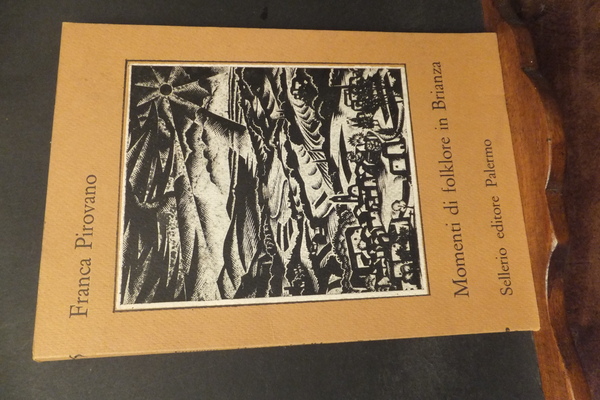 Franca Pirovano
Momenti di folklore in Brianza
Sellerio editore Palermo